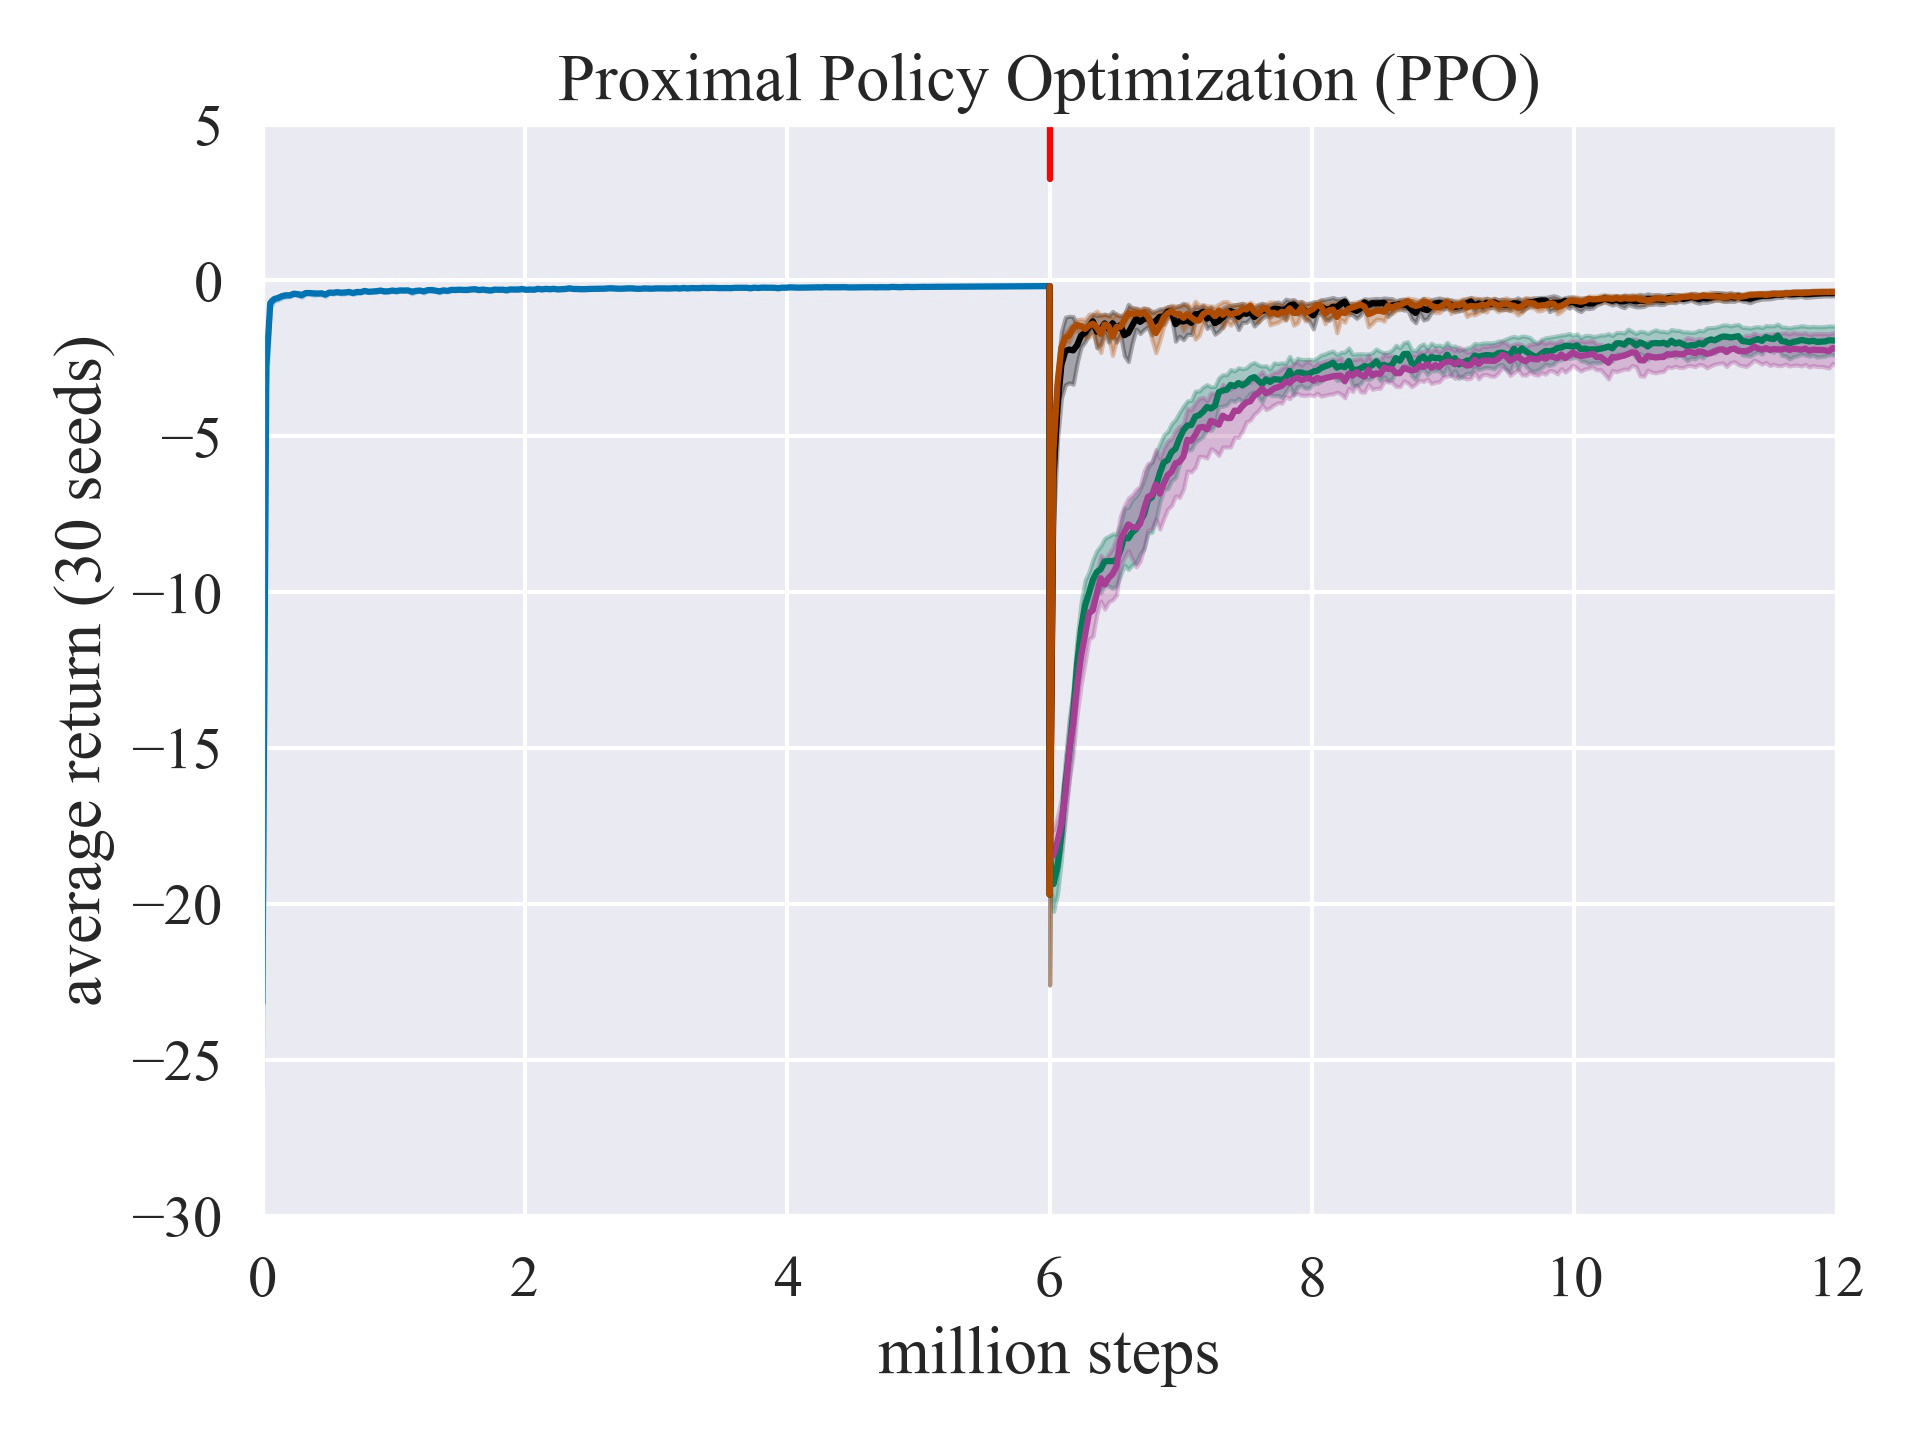 Proximal Policy Optimization (PPO)
average return (30 seeds)
5
0
−5
−10
−15
−20
−25
−30
0 2 4 6 8 10 12
million steps